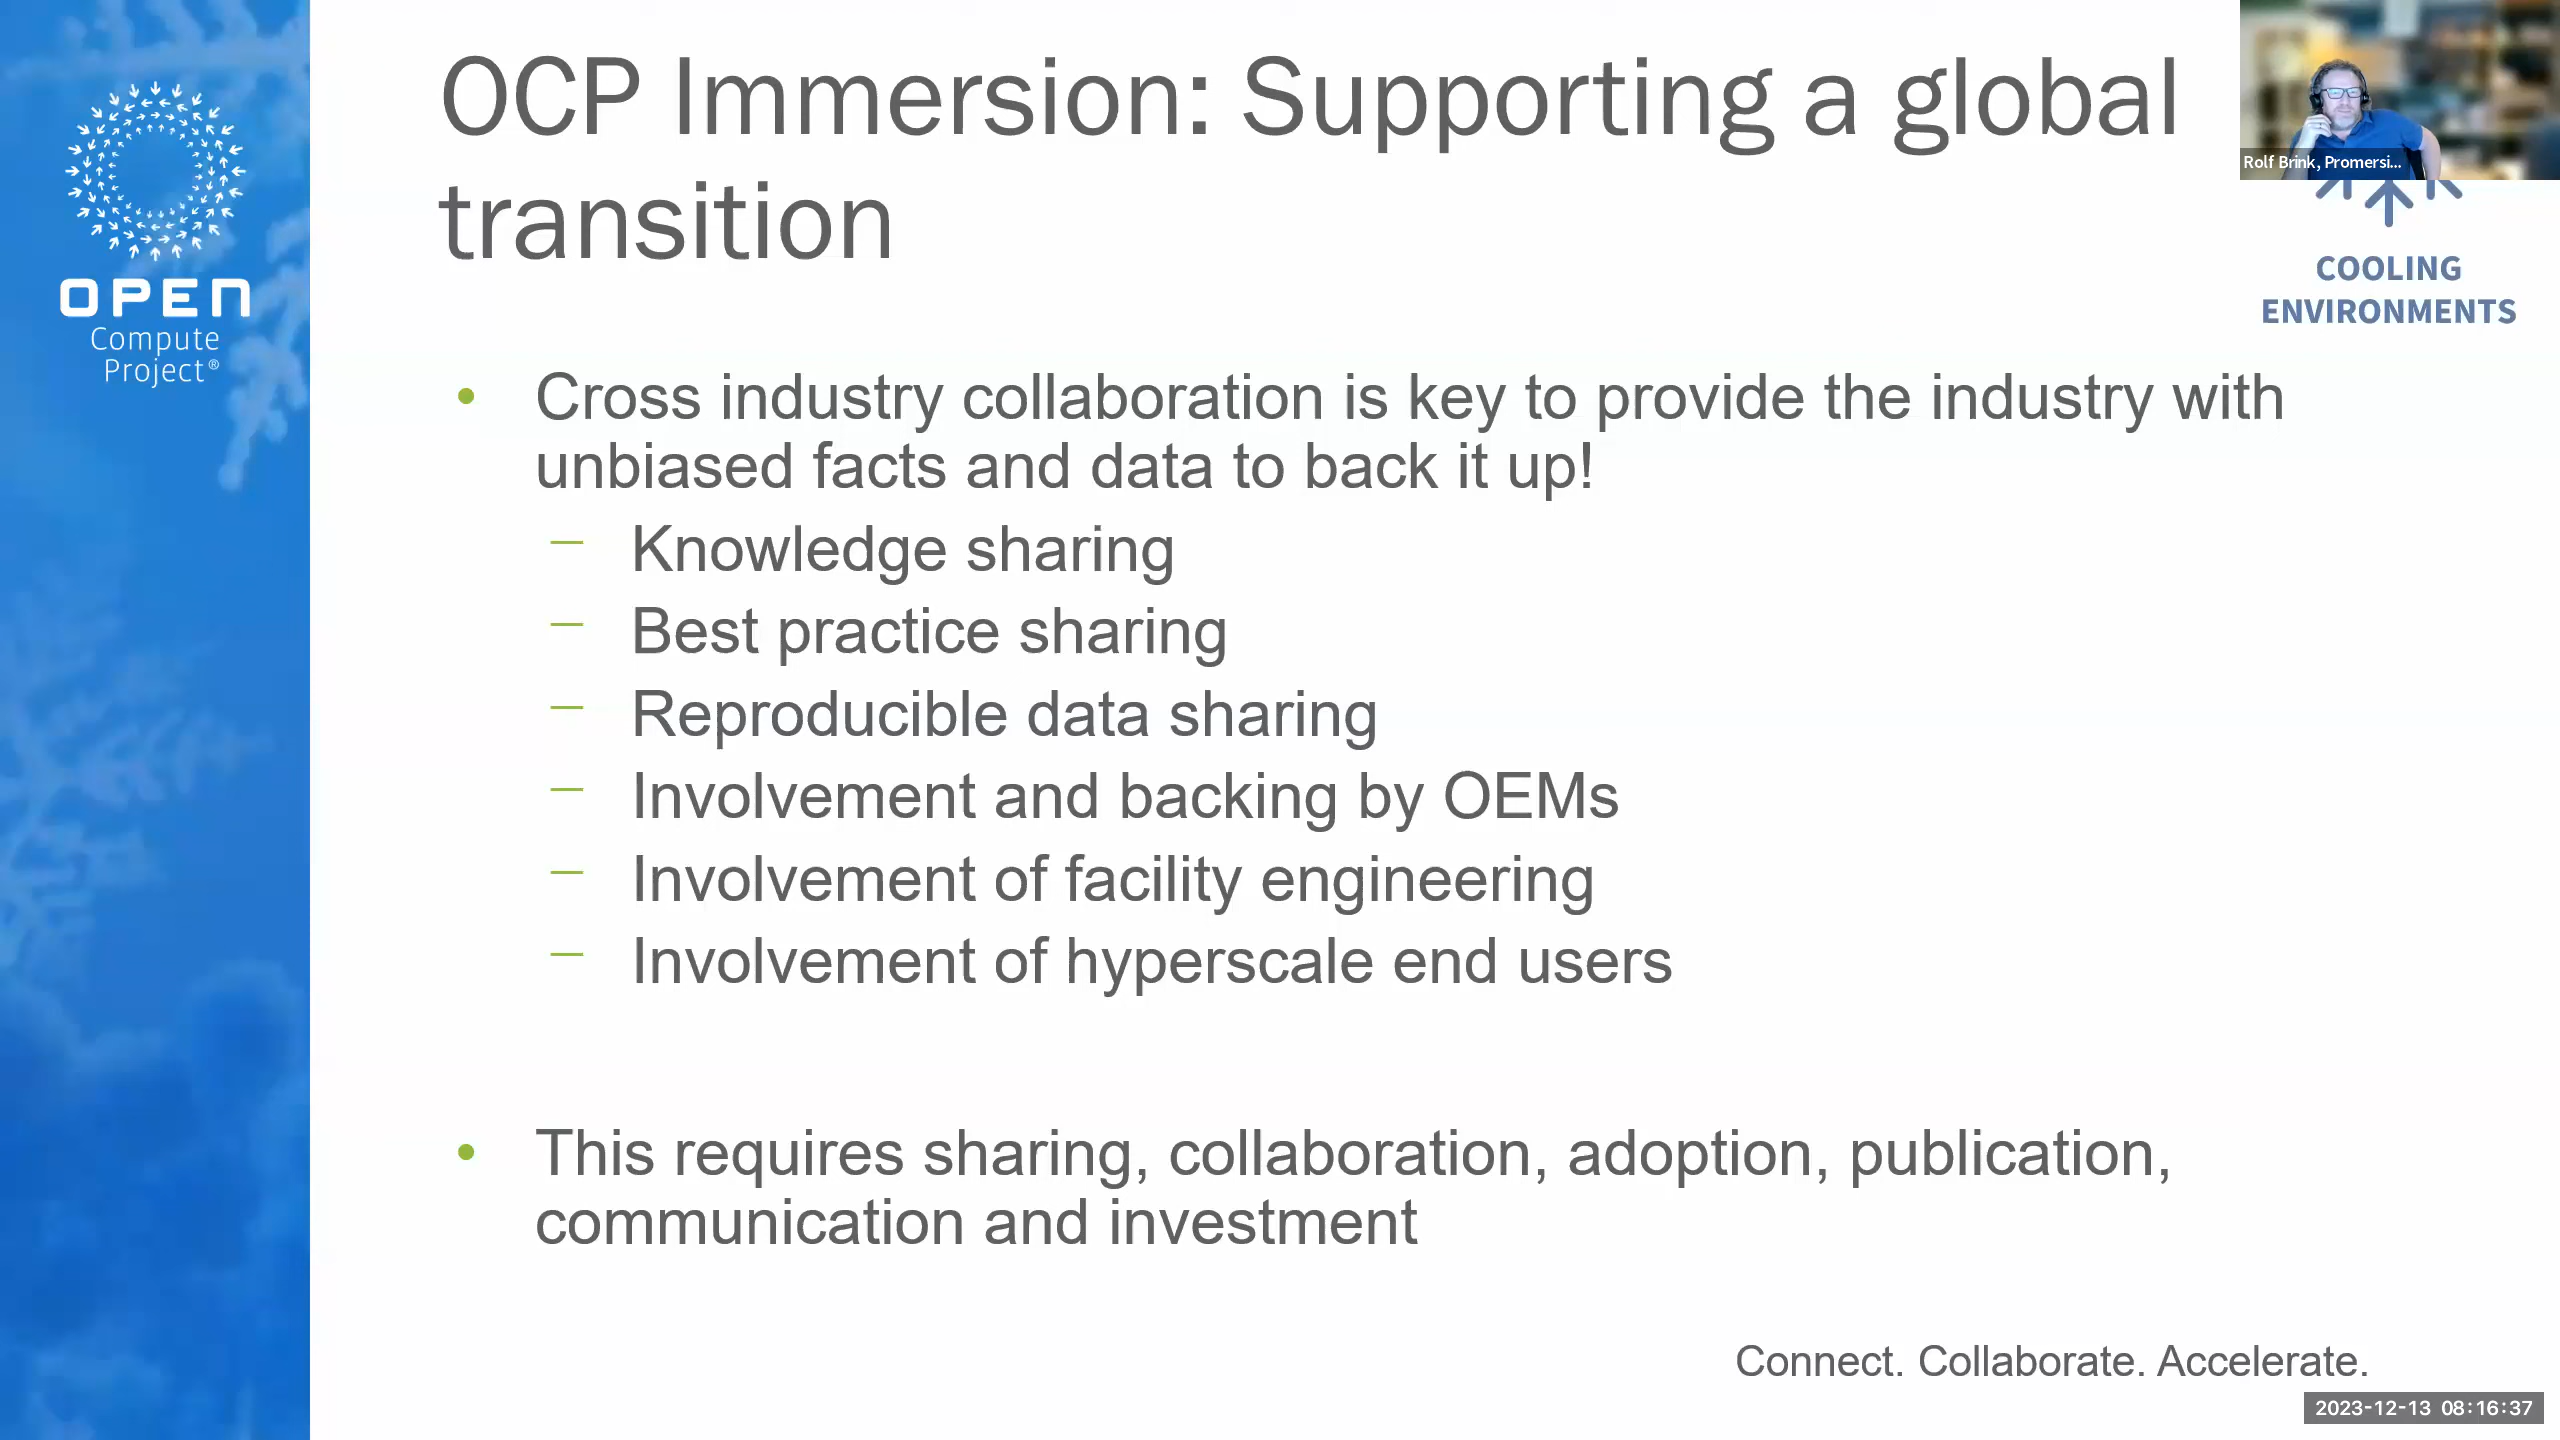 OCP Immersion: Supporting a global
transition
Rolf Brink, Promersi...
OPEN
Compute
Project®
COOLING
ENVIRONMENTS
• Cross industry collaboration is key to provide the industry with
unbiased facts and data to back it up!
– Knowledge sharing
– Best practice sharing
– Reproducible data sharing
– Involvement and backing by OEMs
– Involvement of facility engineering
– Involvement of hyperscale end users
• This requires sharing, collaboration, adoption, publication,
communication and investment
Connect. Collaborate. Accelerate.
2023-12-13 08:16:37